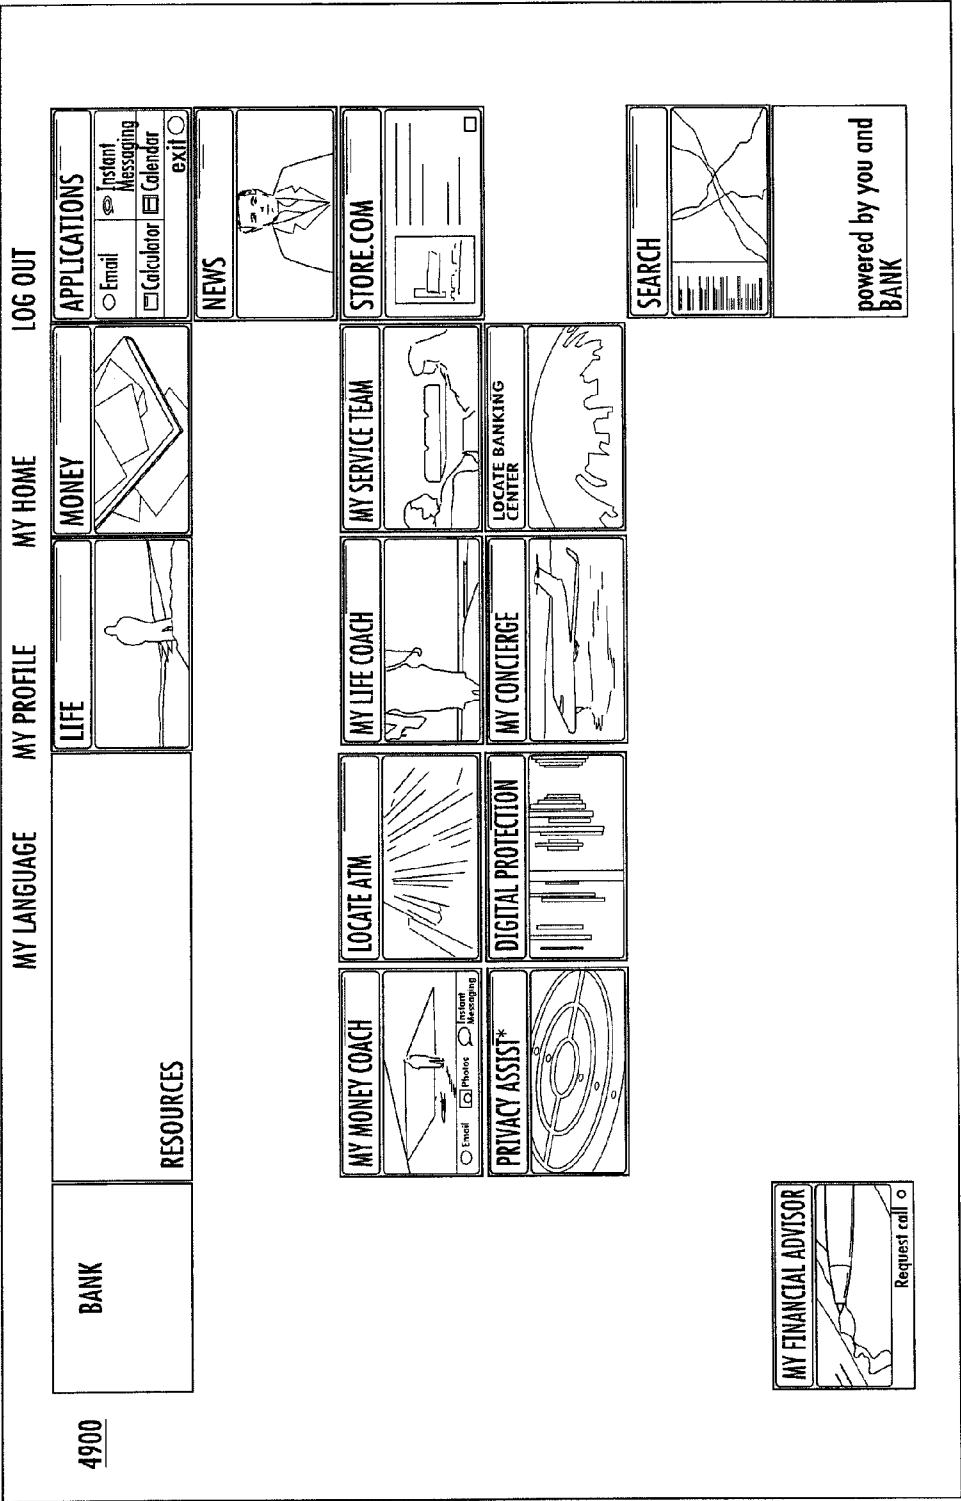 4900
MY LANGUAGE
MY PROFILE
MY HOME
LOG OUT
BANK
RESOURCES
LIFE
MONEY
APPLICATIONS
Email
Instant
Messaging
Calculator
Calendar
exit
NEWS
MY MONEY COACH
Email
Photos
Instant
Messaging
LOCATE ATM
MY LIFE COACH
MY SERVICE TEAM
STORE.COM
PRIVACY ASSIST*
DIGITAL PROTECTION
MY CONCIERGE
LOCATE BANKING
CENTER
SEARCH
MY FINANCIAL ADVISOR
Request call
powered by you and
BANK